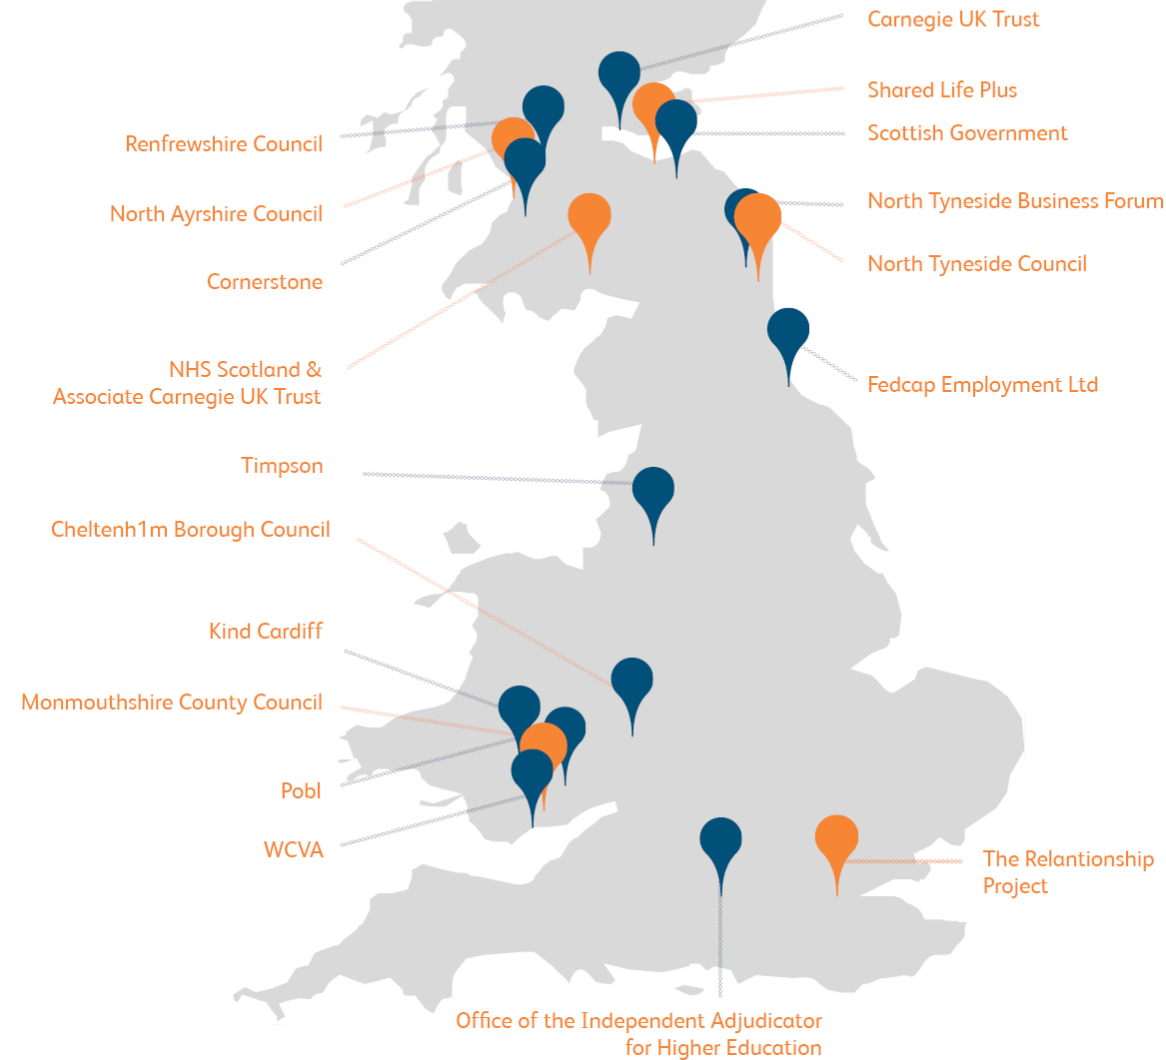 Carnegie UK Trust
Shared Life Plus
Scottish Government
Renfrewshire Council
North Tyneside Business Forum
North Ayrshire Council
North Tyneside Council
Cornerstone
NHS Scotland &
Associate Carnegie UK Trust
Fedcap Employment Ltd
Timpson
Cheltenh1m Borough Council
Kind Cardiff
Monmouthshire County Council
Pobl
WCVA
The Relantionship
Project
Office of the Independent Adjudicator
for Higher Education